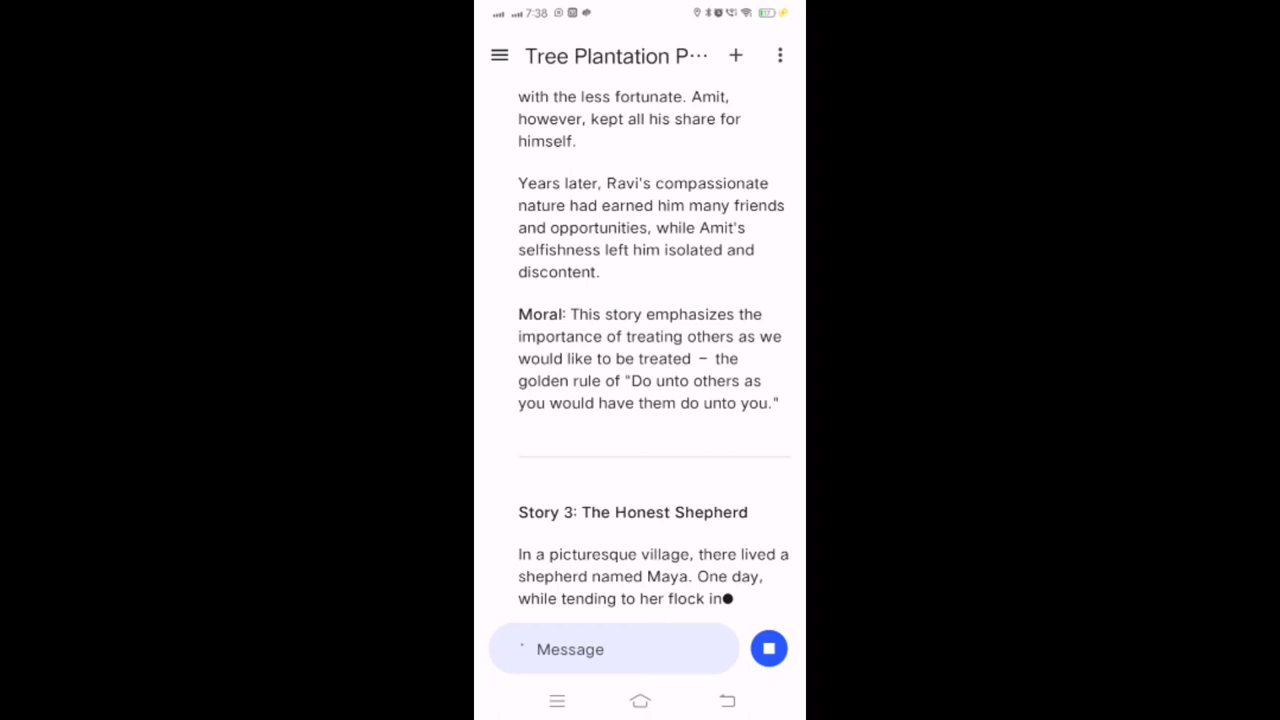 7:38
Tree Plantation P...
with the less fortunate. Amit,
however, kept all his share for
himself.
Years later, Ravi's compassionate
nature had earned him many friends
and opportunities, while Amit's
selfishness left him isolated and
discontent.
Moral: This story emphasizes the
importance of treating others as we
would like to be treated – the
golden rule of "Do unto others as
you would have them do unto you."
Story 3: The Honest Shepherd
In a picturesque village, there lived a
shepherd named Maya. One day,
while tending to her flock in
Message